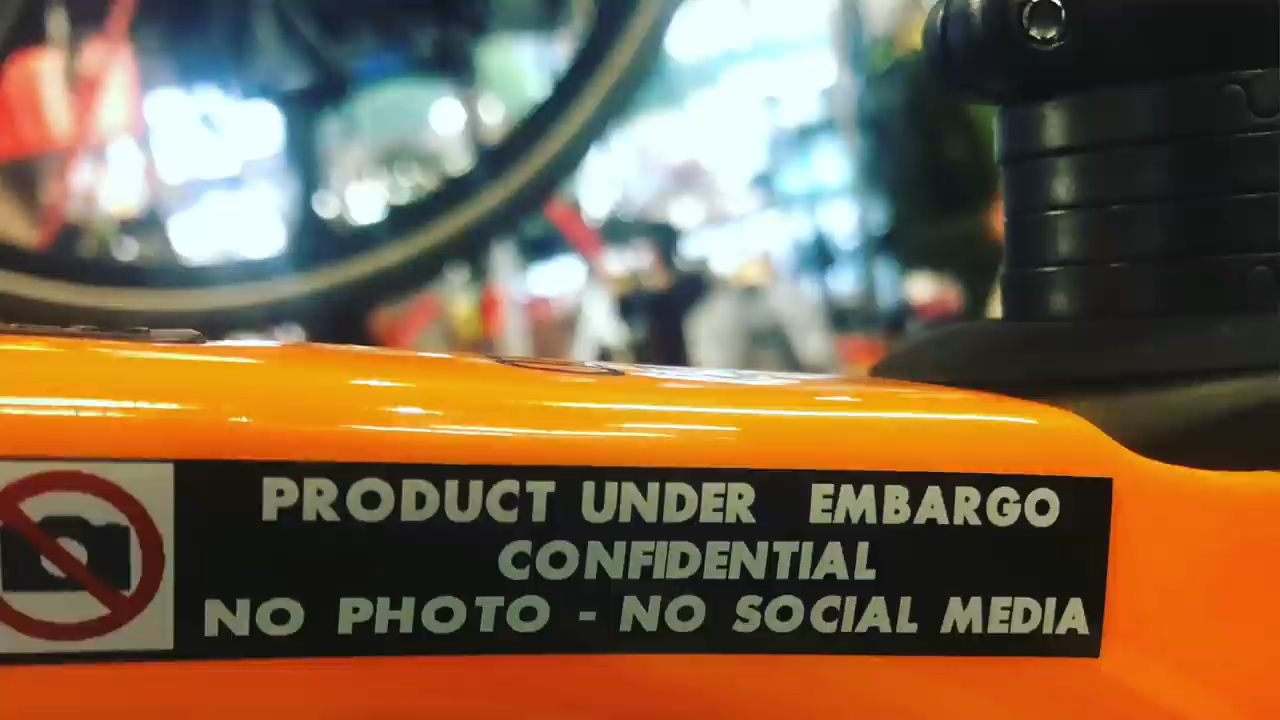 PRODUCT UNDER EMBARGO
CONFIDENTIAL
NO PHOTO - NO SOCIAL MEDIA